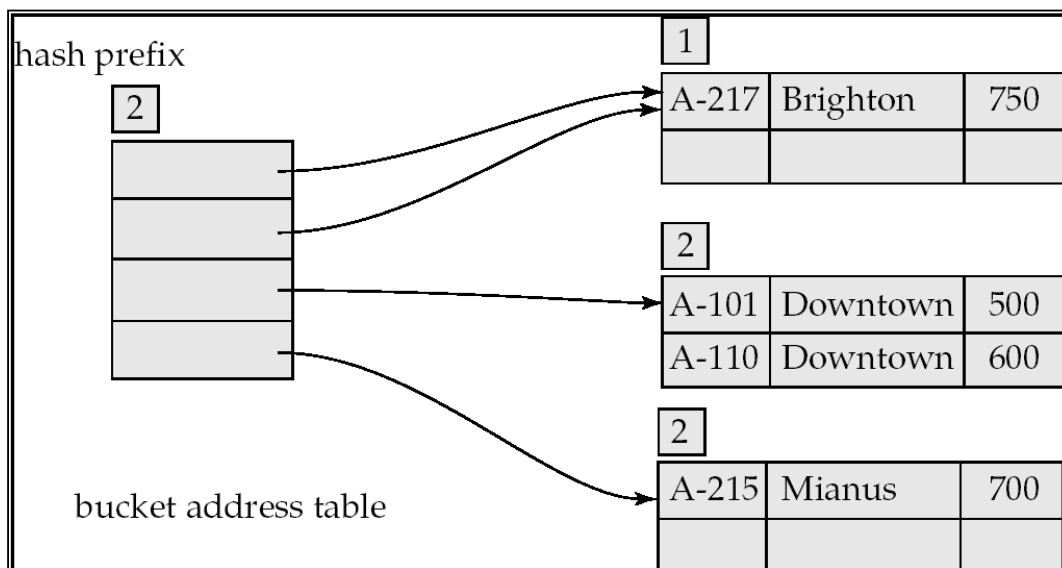 hash prefix
2
1
A-217 Brighton 750
2
A-101 Downtown 500
A-110 Downtown 600
2
A-215 Mianus 700
bucket address table